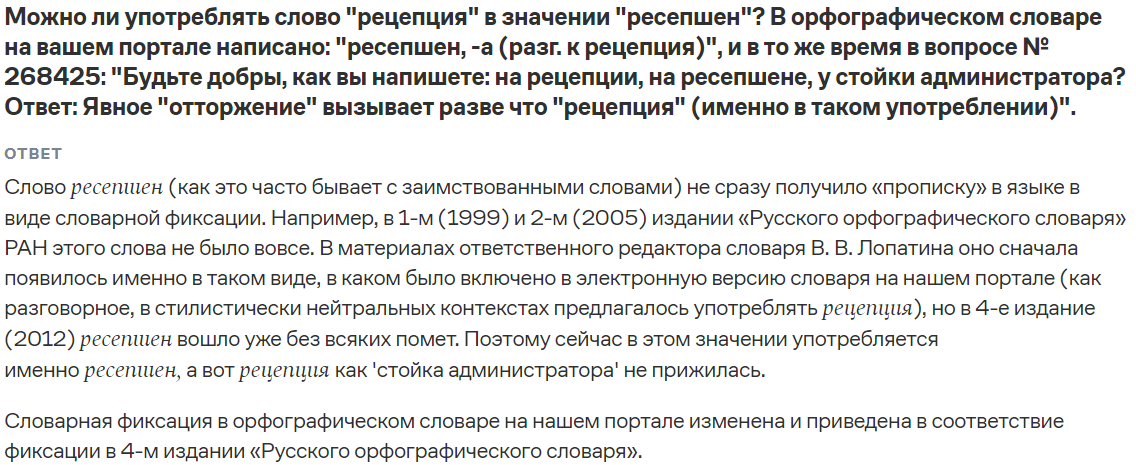 Можно ли употреблять слово "рецепция" в значении "ресепшен"? В орфографическом словаре
на вашем портале написано: "ресепшен, -а (разг. к рецепция)", и в то же время в вопросе №
268425: "Будьте добры, как вы напишете: на рецепции, на ресепшене, у стойки администратора?
Ответ: Явное "отторжение" вызывает разве что "рецепция" (именно в таком употреблении)".
ОТВЕТ
Слово ресепшен (как это часто бывает с заимствованными словами) не сразу получило «прописку» в языке в
виде словарной фиксации. Например, в 1-м (1999) и 2-м (2005) издании «Русского орфографического словаря»
РАН этого слова не было вовсе. В материалах ответственного редактора словаря В. В. Лопатина оно сначала
появилось именно в таком виде, в каком было включено в электронную версию словаря на нашем портале (как
разговорное, в стилистически нейтральных контекстах предлагалось употреблять рецепция), но в 4-е издание
(2012) ресепшен вошло уже без всяких помет. Поэтому сейчас в этом значении употребляется
именно ресепшен, а вот рецепция как 'стойка администратора' не прижилась.
Словарная фиксация в орфографическом словаре на нашем портале изменена и приведена в соответствие
фиксации в 4-м издании «Русского орфографического словаря».